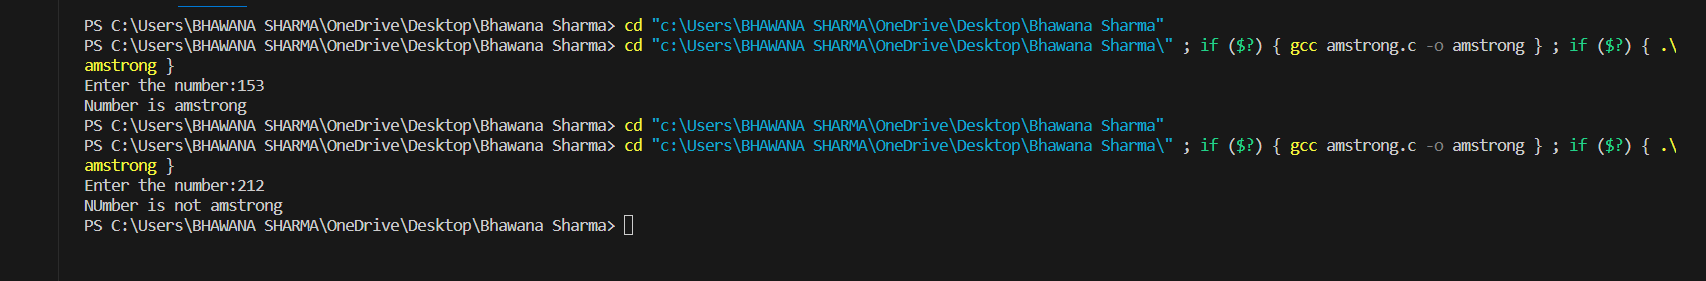 PS C:\Users\BHAWANA SHARMA\OneDrive\Desktop\Bhawana Sharma> cd "c:\Users\BHAWANA SHARMA\OneDrive\Desktop\Bhawana Sharma"
PS C:\Users\BHAWANA SHARMA\OneDrive\Desktop\Bhawana Sharma> cd "c:\Users\BHAWANA SHARMA\OneDrive\Desktop\Bhawana Sharma\" ; if ($?) { gcc amstrong.c -o amstrong } ; if ($?) { .\
amstrong }
Enter the number:153
Number is amstrong
PS C:\Users\BHAWANA SHARMA\OneDrive\Desktop\Bhawana Sharma> cd "c:\Users\BHAWANA SHARMA\OneDrive\Desktop\Bhawana Sharma"
PS C:\Users\BHAWANA SHARMA\OneDrive\Desktop\Bhawana Sharma> cd "c:\Users\BHAWANA SHARMA\OneDrive\Desktop\Bhawana Sharma\" ; if ($?) { gcc amstrong.c -o amstrong } ; if ($?) { .\
amstrong }
Enter the number:212
NUmber is not amstrong
PS C:\Users\BHAWANA SHARMA\OneDrive\Desktop\Bhawana Sharma>